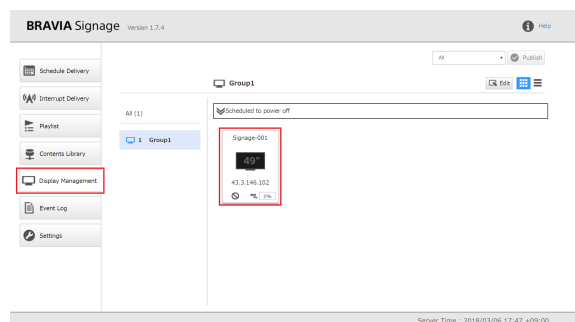 BRAVIA Signage Version 1.7.4
Help
All
Publish
Schedule Delivery
Interrupt Delivery
Playlist
Contents Library
Display Management
Event Log
Settings
All (1)
1 Group1
Group1
Edit
Scheduled to power off
Signage-001
49"
43.3.146.102
0%
Server Time : 2018/03/06 17:47 +09:00